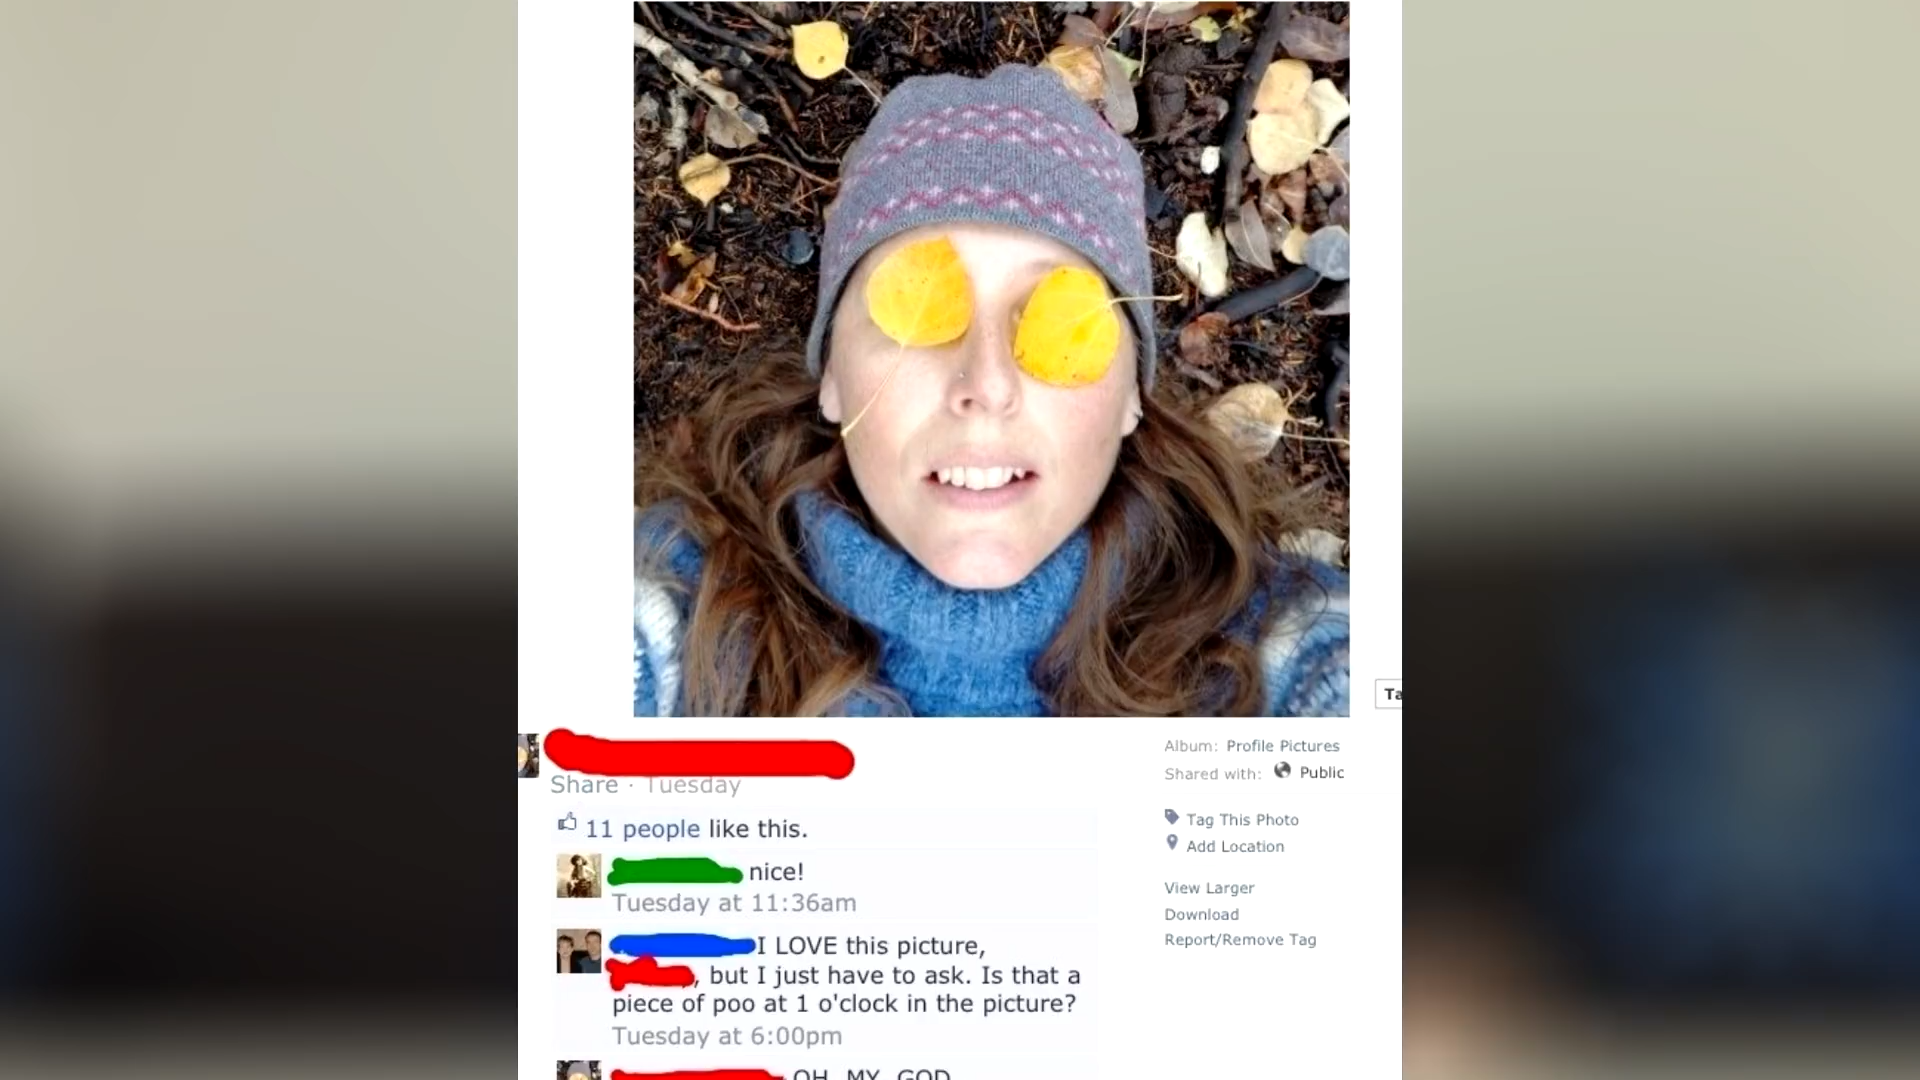 Share · Tuesday
11 people like this.
nice!
Tuesday at 11:36am
I LOVE this picture,
, but I just have to ask. Is that a
piece of poo at 1 o'clock in the picture?
Tuesday at 6:00pm
OH MY GOD
Ta
Album: Profile Pictures
Shared with: Public
Tag This Photo
Add Location
View Larger
Download
Report/Remove Tag